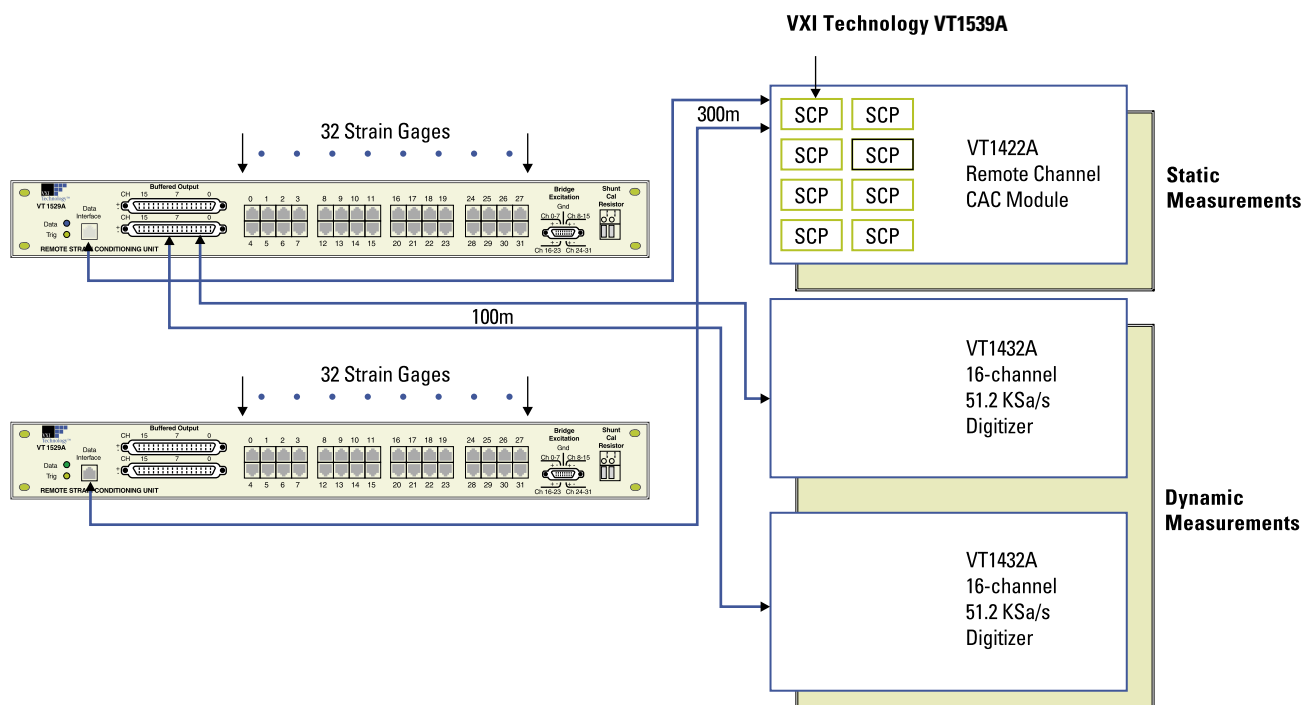 VXI Technology VT1539A
300m
SCP SCP
SCP SCP
SCP SCP
SCP SCP
VT1422A
Remote Channel
CAC Module
Static
Measurements
32 Strain Gages
VXI
Technology™
VT 1529A
Data
Interface
Data
Trig
REMOTE STRAIN CONDITIONING UNIT
Buffered Output
CH 15 7 0
CH 15 7 0
0 1 2 3 8 9 10 11 16 17 18 19 24 25 26 27
4 5 6 7 12 13 14 15 20 21 22 23 28 29 30 31
Bridge
Excitation
Gnd
Ch 0-7 Ch 8-15
+ - + -
+ - + -
Ch 16-23 Ch 24-31
Shunt
Cal
Resistor
100m
VT1432A
16-channel
51.2 KSa/s
Digitizer
32 Strain Gages
VXI
Technology™
VT 1529A
Data
Interface
Data
Trig
REMOTE STRAIN CONDITIONING UNIT
Buffered Output
CH 15 7 0
CH 15 7 0
0 1 2 3 8 9 10 11 16 17 18 19 24 25 26 27
4 5 6 7 12 13 14 15 20 21 22 23 28 29 30 31
Bridge
Excitation
Gnd
Ch 0-7 Ch 8-15
+ - + -
+ - + -
Ch 16-23 Ch 24-31
Shunt
Cal
Resistor
VT1432A
16-channel
51.2 KSa/s
Digitizer
Dynamic
Measurements